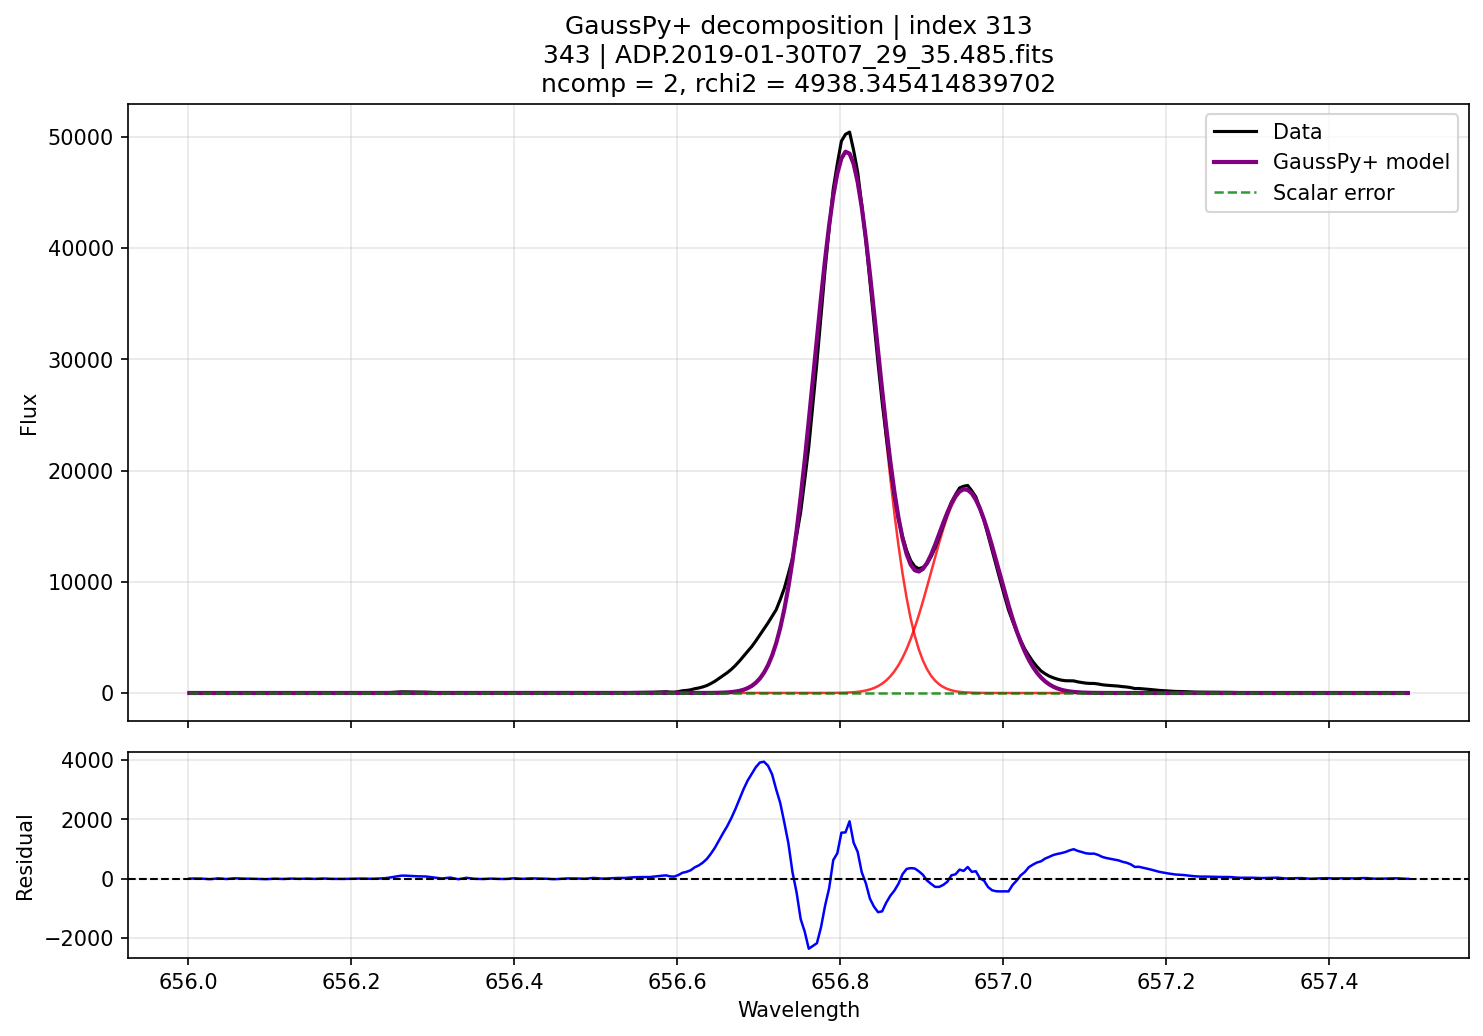 GaussPy+ decomposition | index 313
343 | ADP.2019-01-30T07_29_35.485.fits
ncomp = 2, rchi2 = 4938.345414839702
Data
GaussPy+ model
Scalar error
50000
40000
30000
20000
10000
0
Flux
4000
2000
0
−2000
Residual
656.0 656.2 656.4 656.6 656.8 657.0 657.2 657.4
Wavelength